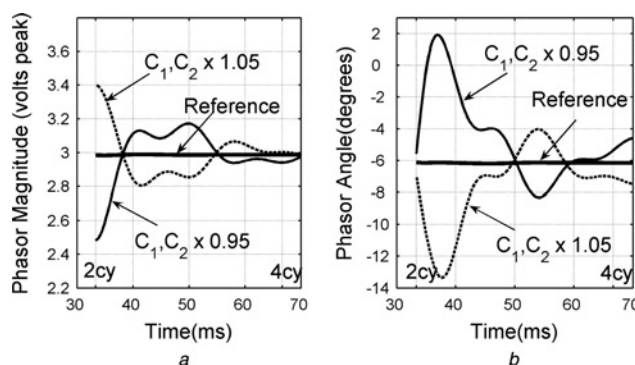 3.8
3.6
3.4
3.2
3
2.8
2.6
2.4
2.2
Phasor Magnitude (volts peak)
C₁,C₂ x 1.05
Reference
C₁,C₂ x 0.95
2cy
4cy
30 40 50 60 70
Time(ms)
a
2
0
-2
-4
-6
-8
-10
-12
-14
Phasor Angle(degrees)
C₁,C₂ x 0.95
Reference
C₁,C₂ x 1.05
2cy
4cy
30 40 50 60 70
Time(ms)
b